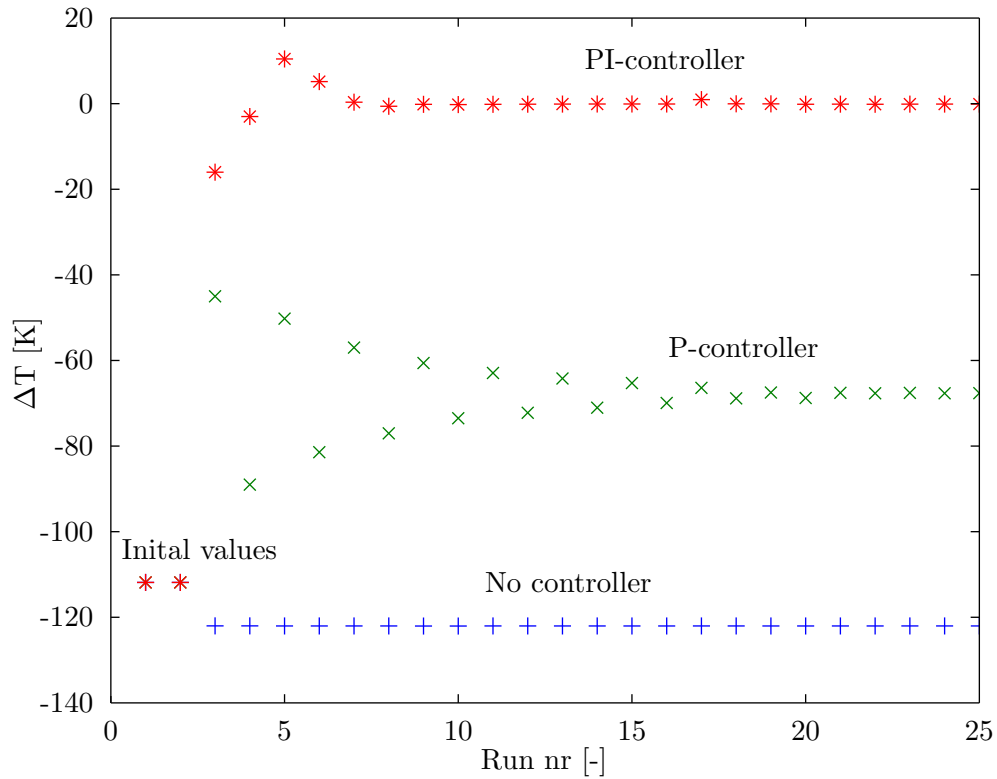 20
0
-20
-40
-60
-80
-100
-120
-140
ΔT [K]
PI-controller
P-controller
Inital values
No controller
0 5 10 15 20 25
Run nr [-]